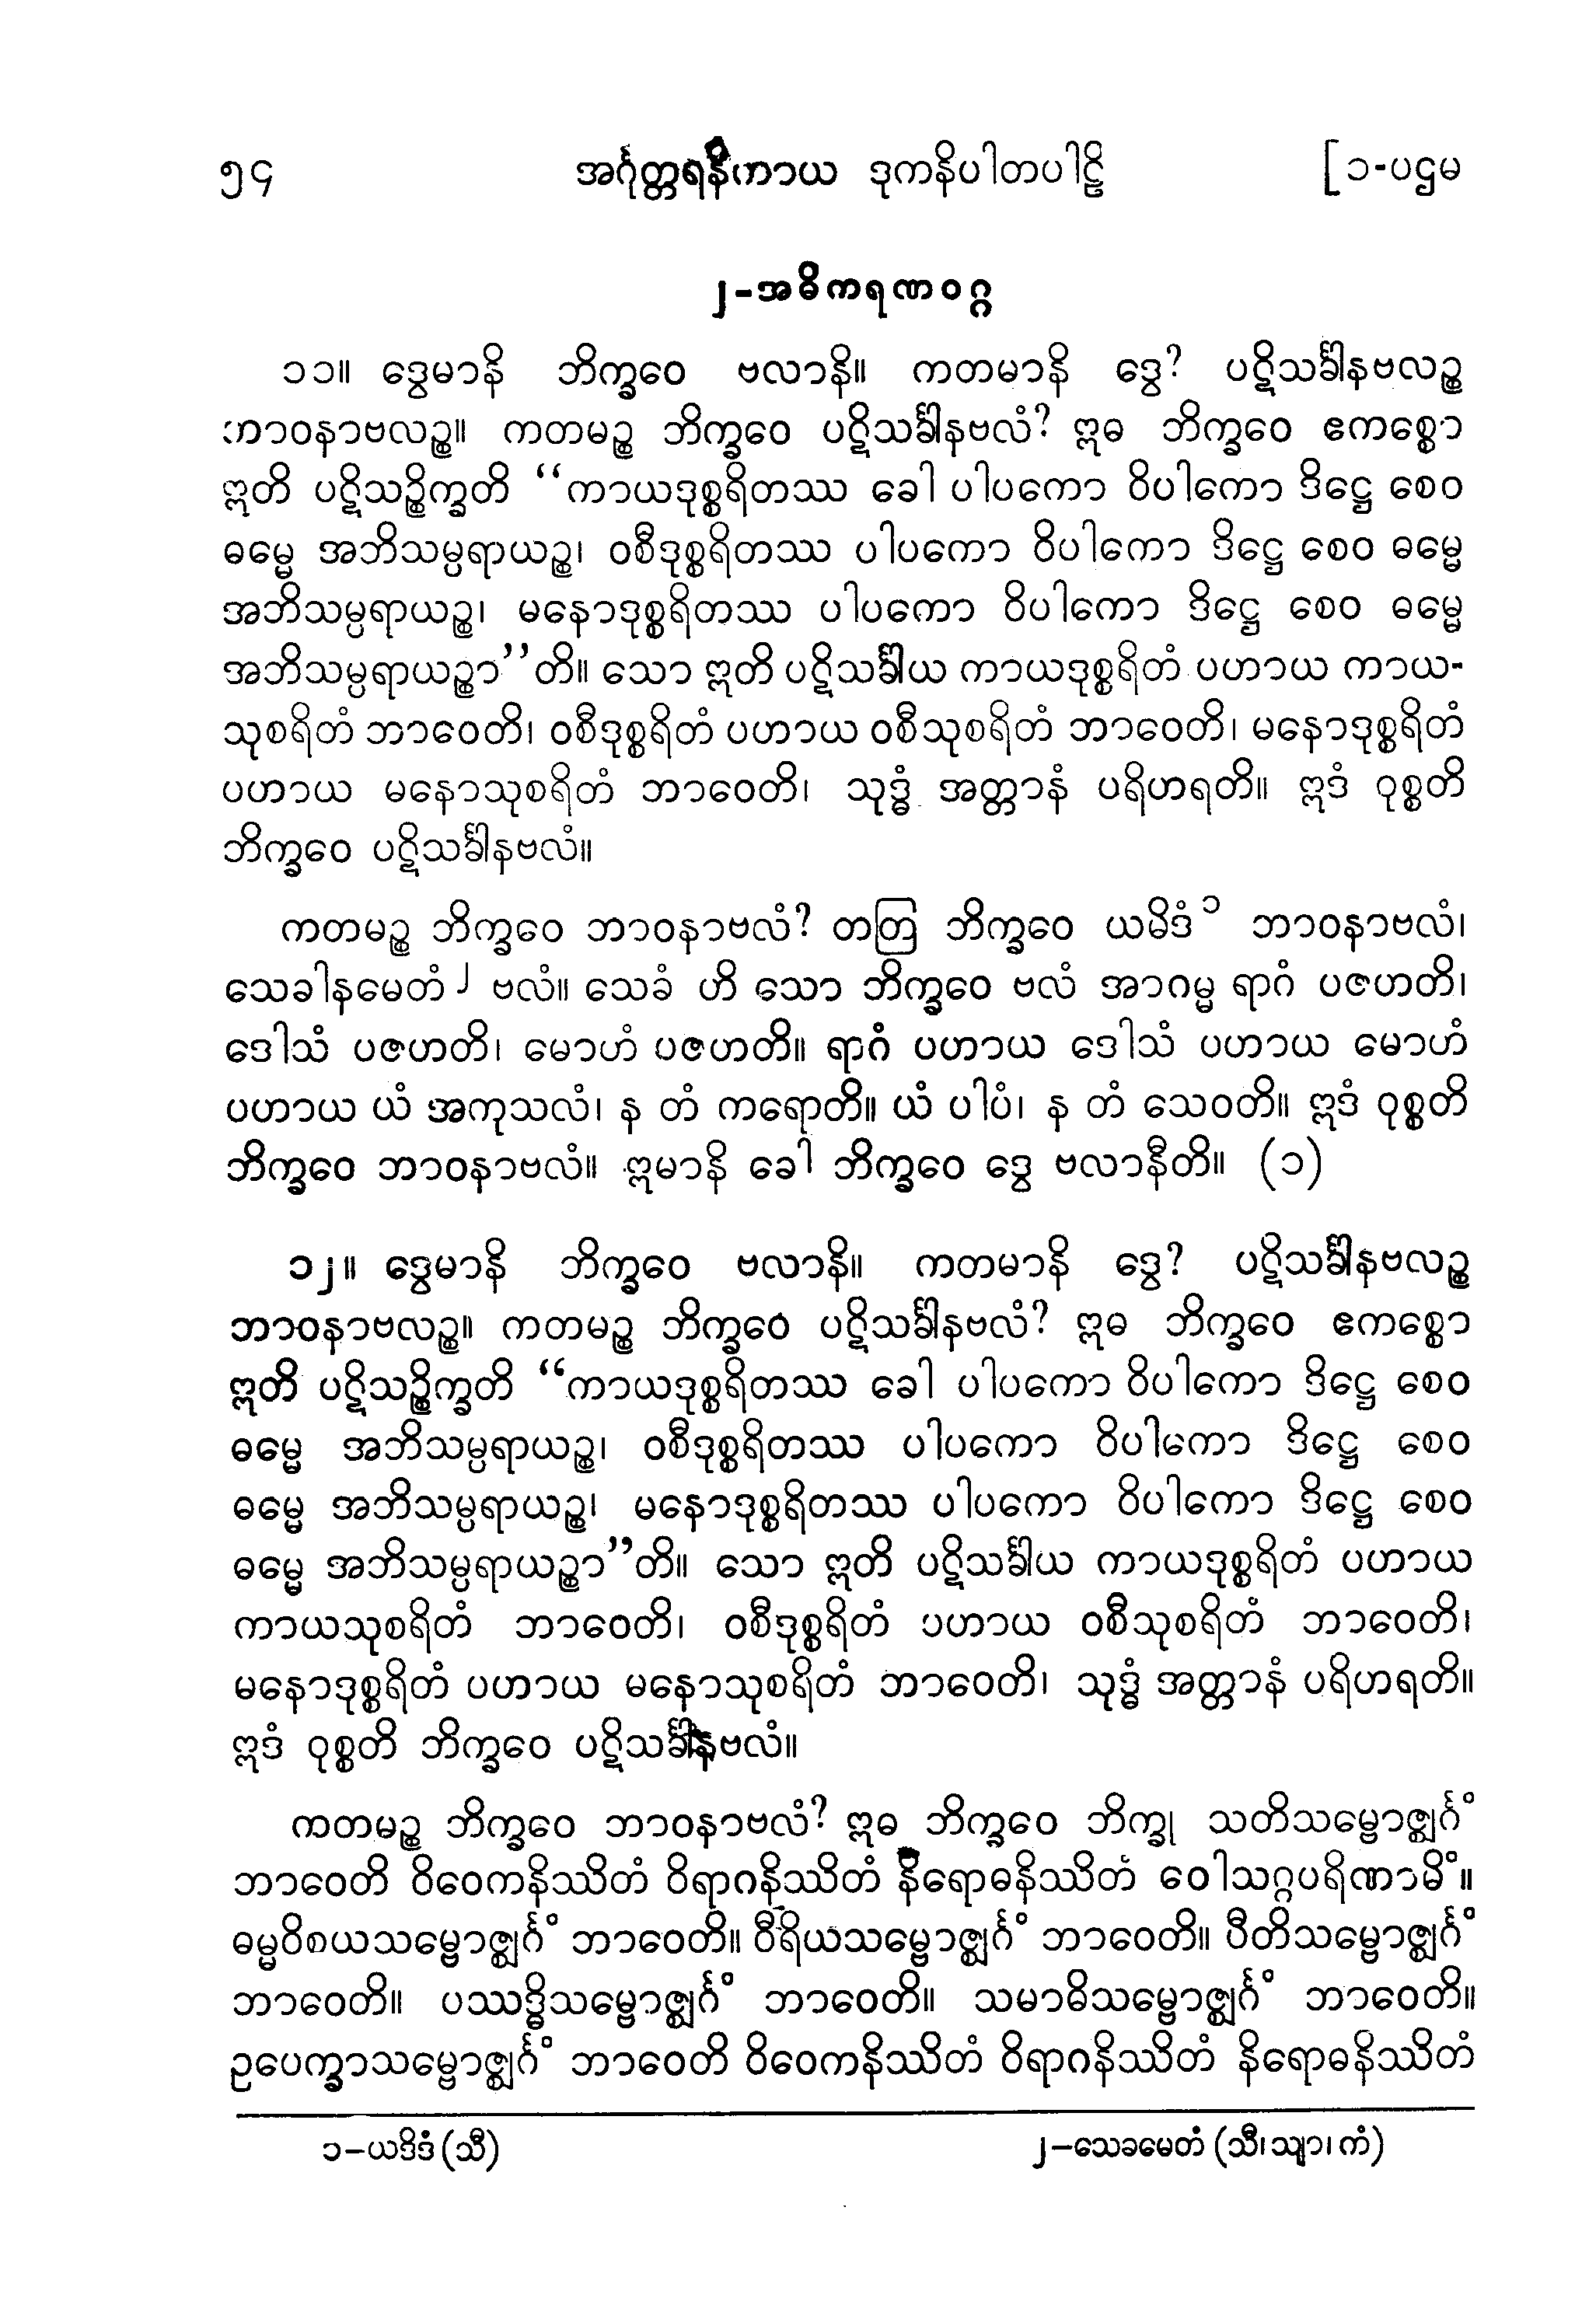 ၅၄ အင်္ဂုတ္တရနိကာယ ဒုကနိပါတပါဠိ [၁-ပဌမ
၂-အဓိကရဏဝဂ္ဂ
၁၁။ ဒွေမာနိ ဘိက္ခဝေ ဗလာနိ။ ကတမာနိ ဒွေ? ပဋိသင်္ခါနဗလဉ္စ
ဘာဝနာဗလဉ္စ။ ကတမဉ္စ ဘိက္ခဝေ ပဋိသင်္ခါနဗလံ? ဣဓ ဘိက္ခဝေ ဧကစ္စော
ဣတိ ပဋိသဉ္စိက္ခတိ “ကာယဒုစ္စရိတဿ ခေါ ပါပကော ဝိပါကော ဒိဋ္ဌေ စေဝ
ဓမ္မေ အဘိသမ္ပရာယဉ္စ၊ ဝစီဒုစ္စရိတဿ ပါပကော ဝိပါကော ဒိဋ္ဌေ စေဝ ဓမ္မေ
အဘိသမ္ပရာယဉ္စ၊ မနောဒုစ္စရိတဿ ပါပကော ဝိပါကော ဒိဋ္ဌေ စေဝ ဓမ္မေ
အဘိသမ္ပရာယဉ္စာ”တိ။ သော ဣတိ ပဋိသင်္ခါယ ကာယဒုစ္စရိတံ ပဟာယ ကာယ-
သုစရိတံ ဘာဝေတိ၊ ဝစီဒုစ္စရိတံ ပဟာယ ဝစီသုစရိတံ ဘာဝေတိ၊ မနောဒုစ္စရိတံ
ပဟာယ မနောသုစရိတံ ဘာဝေတိ၊ သုဒ္ဓံ အတ္တာနံ ပရိဟရတိ။ ဣဒံ ဝုစ္စတိ
ဘိက္ခဝေ ပဋိသင်္ခါနဗလံ။
ကတမဉ္စ ဘိက္ခဝေ ဘာဝနာဗလံ? တတြ ဘိက္ခဝေ ယမိဒံ ၁ ဘာဝနာဗလံ၊
သေခါနမေတံ ၂ ဗလံ။ သေခံ ဟိ သော ဘိက္ခဝေ ဗလံ အာဂမ္မ ရာဂံ ပဇဟတိ၊
ဒေါသံ ပဇဟတိ၊ မောဟံ ပဇဟတိ။ ရာဂံ ပဟာယ ဒေါသံ ပဟာယ မောဟံ
ပဟာယ ယံ အကုသလံ၊ န တံ ကရောတိ။ ယံ ပါပံ၊ န တံ သေဝတိ။ ဣဒံ ဝုစ္စတိ
ဘိက္ခဝေ ဘာဝနာဗလံ။ ဣမာနိ ခေါ ဘိက္ခဝေ ဒွေ ဗလာနီတိ။ (၁)
၁၂။ ဒွေမာနိ ဘိက္ခဝေ ဗလာနိ။ ကတမာနိ ဒွေ? ပဋိသင်္ခါနဗလဉ္စ
ဘာဝနာဗလဉ္စ။ ကတမဉ္စ ဘိက္ခဝေ ပဋိသင်္ခါနဗလံ? ဣဓ ဘိက္ခဝေ ဧကစ္စော
ဣတိ ပဋိသဉ္စိက္ခတိ “ကာယဒုစ္စရိတဿ ခေါ ပါပကော ဝိပါကော ဒိဋ္ဌေ စေဝ
ဓမ္မေ အဘိသမ္ပရာယဉ္စ၊ ဝစီဒုစ္စရိတဿ ပါပကော ဝိပါကော ဒိဋ္ဌေ စေဝ
ဓမ္မေ အဘိသမ္ပရာယဉ္စ၊ မနောဒုစ္စရိတဿ ပါပကော ဝိပါကော ဒိဋ္ဌေ စေဝ
ဓမ္မေ အဘိသမ္ပရာယဉ္စာ”တိ။ သော ဣတိ ပဋိသင်္ခါယ ကာယဒုစ္စရိတံ ပဟာယ
ကာယသုစရိတံ ဘာဝေတိ၊ ဝစီဒုစ္စရိတံ ပဟာယ ဝစီသုစရိတံ ဘာဝေတိ၊
မနောဒုစ္စရိတံ ပဟာယ မနောသုစရိတံ ဘာဝေတိ၊ သုဒ္ဓံ အတ္တာနံ ပရိဟရတိ။
ဣဒံ ဝုစ္စတိ ဘိက္ခဝေ ပဋိသင်္ခါနဗလံ။
ကတမဉ္စ ဘိက္ခဝေ ဘာဝနာဗလံ? ဣဓ ဘိက္ခဝေ ဘိက္ခု သတိသမ္ဗောဇ္ဈင်္ဂံ
ဘာဝေတိ ဝိဝေကနိဿိတံ ဝိရာဂနိဿိတံ နိရောဓနိဿိတံ ဝေါသဂ္ဂပရိဏာမိံ။
ဓမ္မဝိစယသမ္ဗောဇ္ဈင်္ဂံ ဘာဝေတိ။ ဝီရိယသမ္ဗောဇ္ဈင်္ဂံ ဘာဝေတိ။ ပီတိသမ္ဗောဇ္ဈင်္ဂံ
ဘာဝေတိ။ ပဿဒ္ဓိသမ္ဗောဇ္ဈင်္ဂံ ဘာဝေတိ။ သမာဓိသမ္ဗောဇ္ဈင်္ဂံ ဘာဝေတိ။
ဥပေက္ခာသမ္ဗောဇ္ဈင်္ဂံ ဘာဝေတိ ဝိဝေကနိဿိတံ ဝိရာဂနိဿိတံ နိရောဓနိဿိတံ
၁-ယဒိဒံ (သီ) ၂-သေခမေတံ (သီ၊ သျာ၊ ကံ)